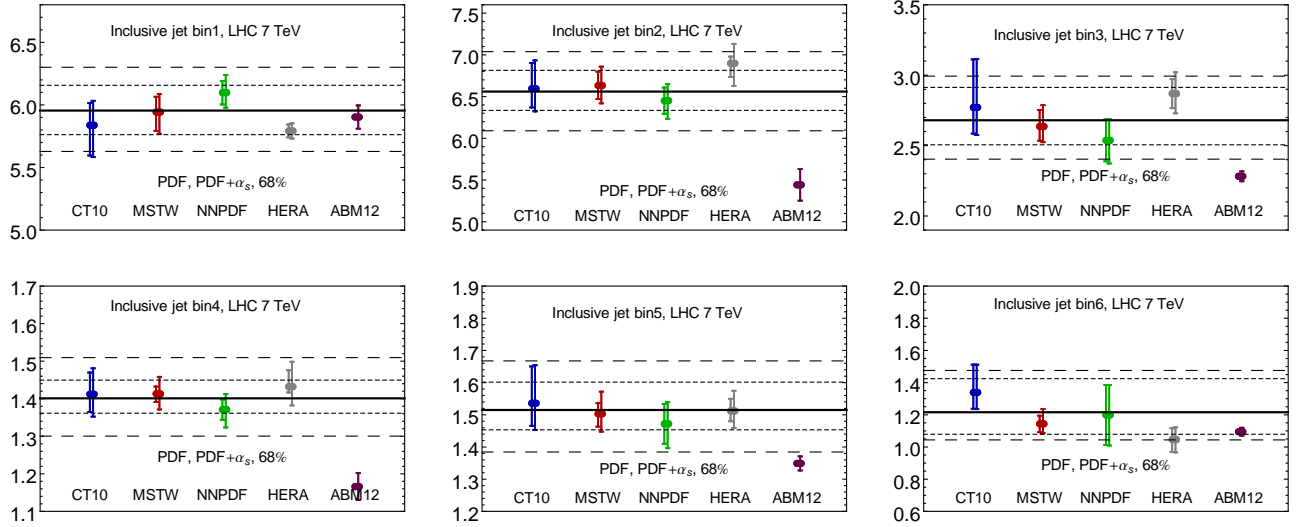 Inclusive jet bin1, LHC 7 TeV
6.5
6.0
5.5
5.0
PDF, PDF+αs, 68%
CT10 MSTW NNPDF HERA ABM12
Inclusive jet bin2, LHC 7 TeV
7.5
7.0
6.5
6.0
5.5
5.0
PDF, PDF+αs, 68%
CT10 MSTW NNPDF HERA ABM12
Inclusive jet bin3, LHC 7 TeV
3.5
3.0
2.5
2.0
PDF, PDF+αs, 68%
CT10 MSTW NNPDF HERA ABM12
Inclusive jet bin4, LHC 7 TeV
1.7
1.6
1.5
1.4
1.3
1.2
1.1
PDF, PDF+αs, 68%
CT10 MSTW NNPDF HERA ABM12
Inclusive jet bin5, LHC 7 TeV
1.9
1.8
1.7
1.6
1.5
1.4
1.3
1.2
PDF, PDF+αs, 68%
CT10 MSTW NNPDF HERA ABM12
Inclusive jet bin6, LHC 7 TeV
2.0
1.8
1.6
1.4
1.2
1.0
0.8
0.6
PDF, PDF+αs, 68%
CT10 MSTW NNPDF HERA ABM12